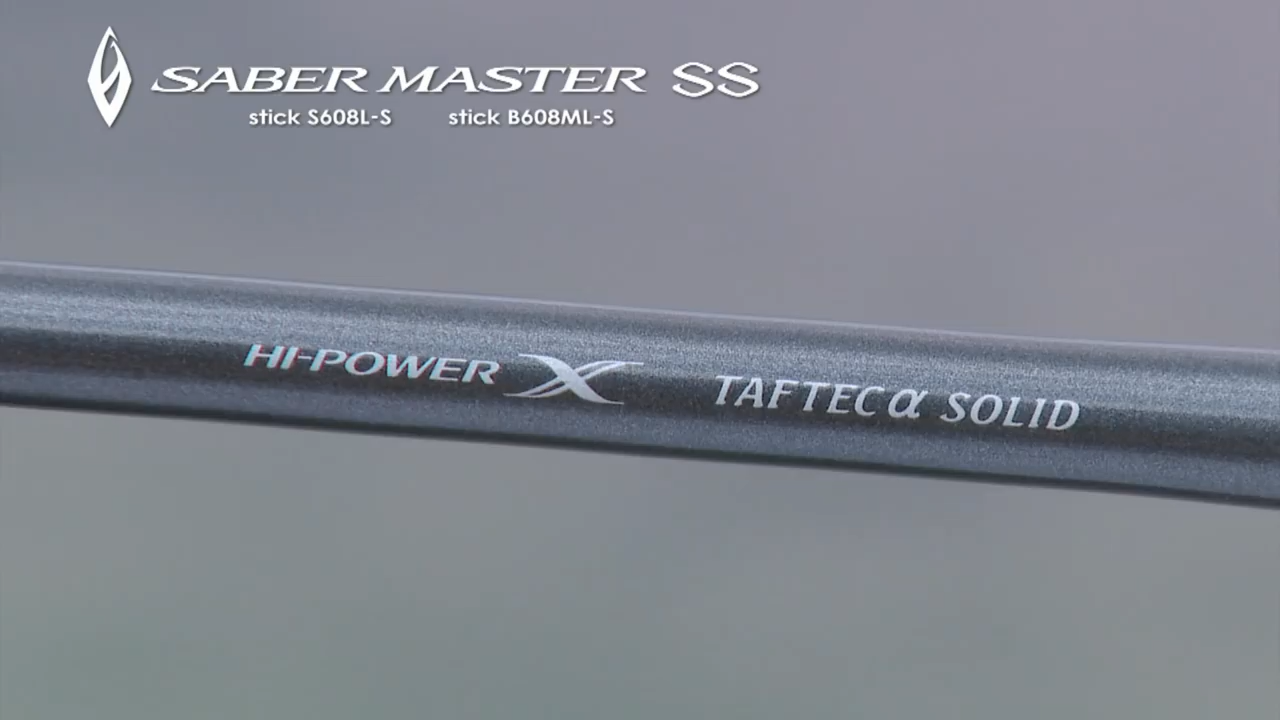 SABER MASTER SS
stick S608L-S stick B608ML-S
HI-POWER X TAFTEC α SOLID